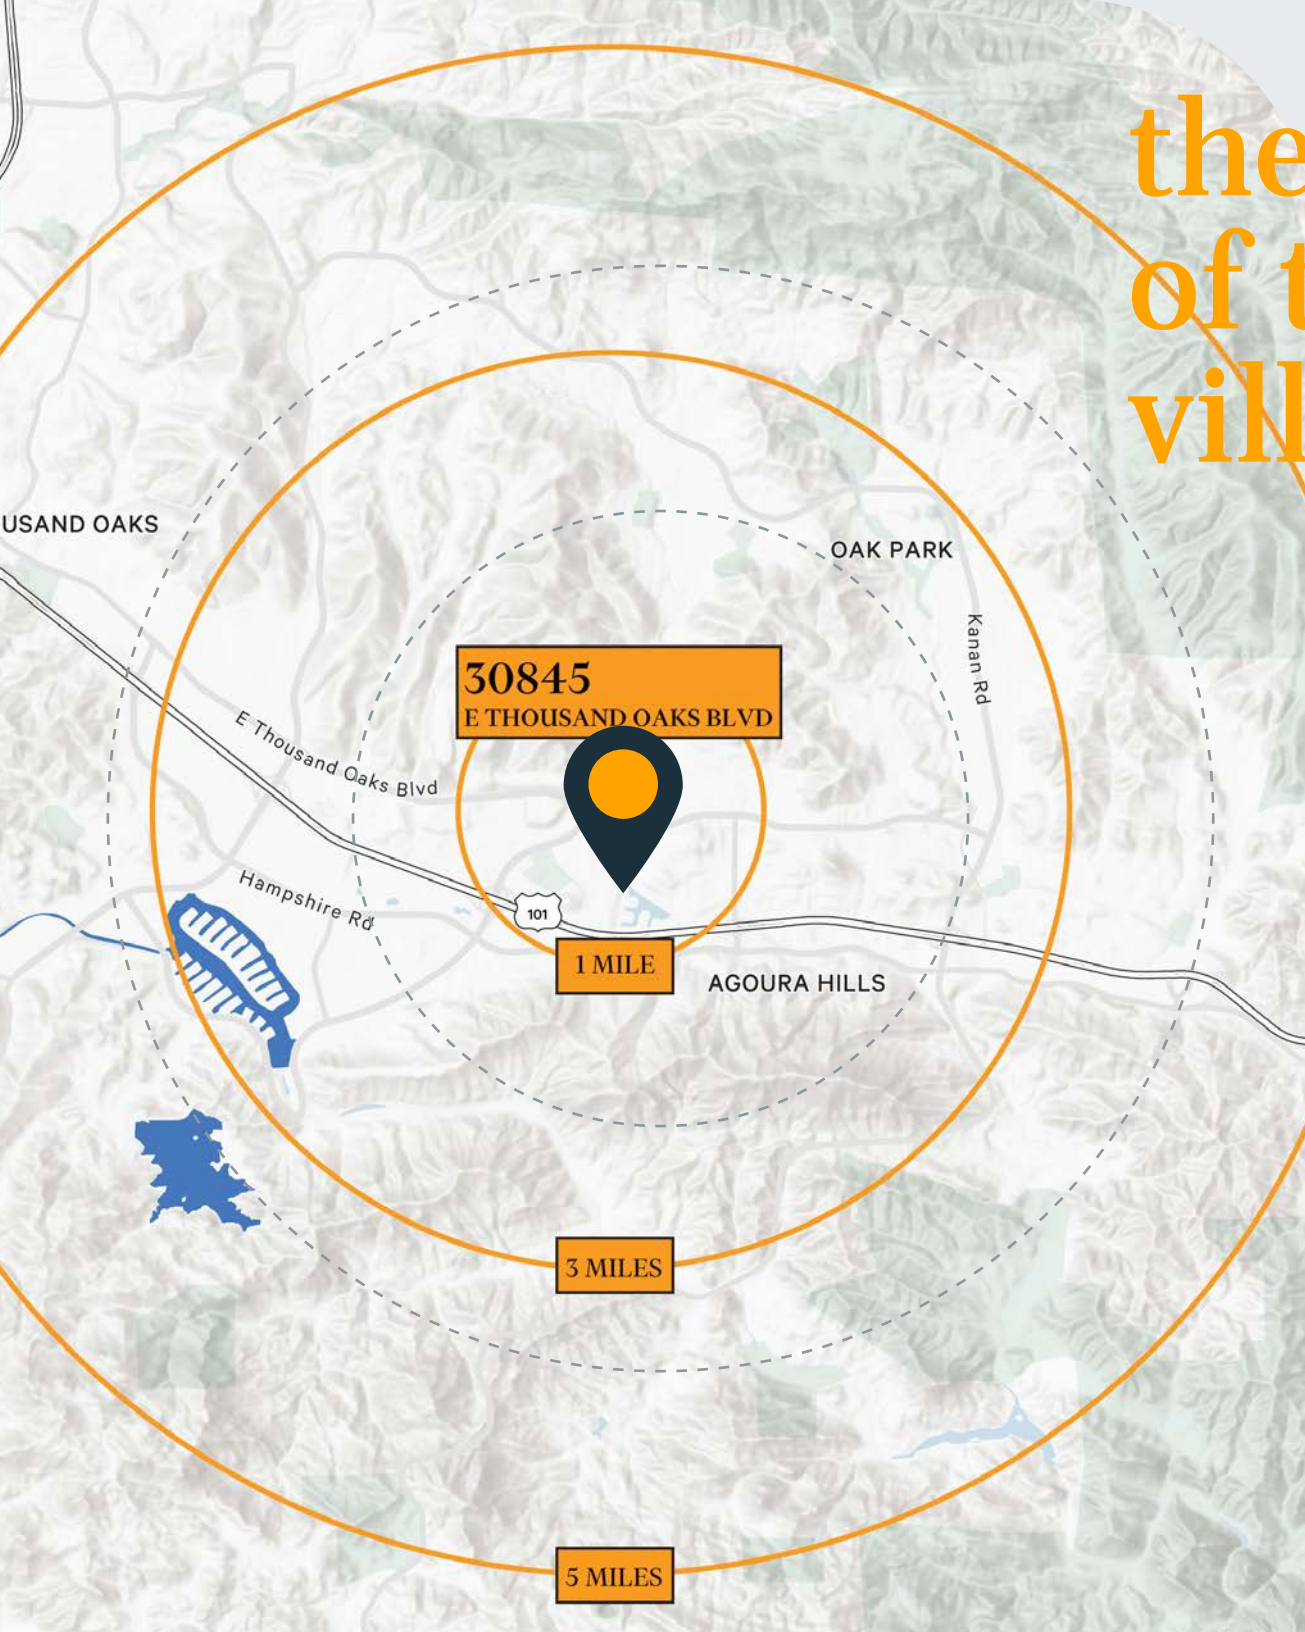 the
of t
vill
USAND OAKS
OAK PARK
Kanan Rd
30845
E THOUSAND OAKS BLVD
E Thousand Oaks Blvd
Hampshire Rd
101
1 MILE
AGOURA HILLS
3 MILES
5 MILES